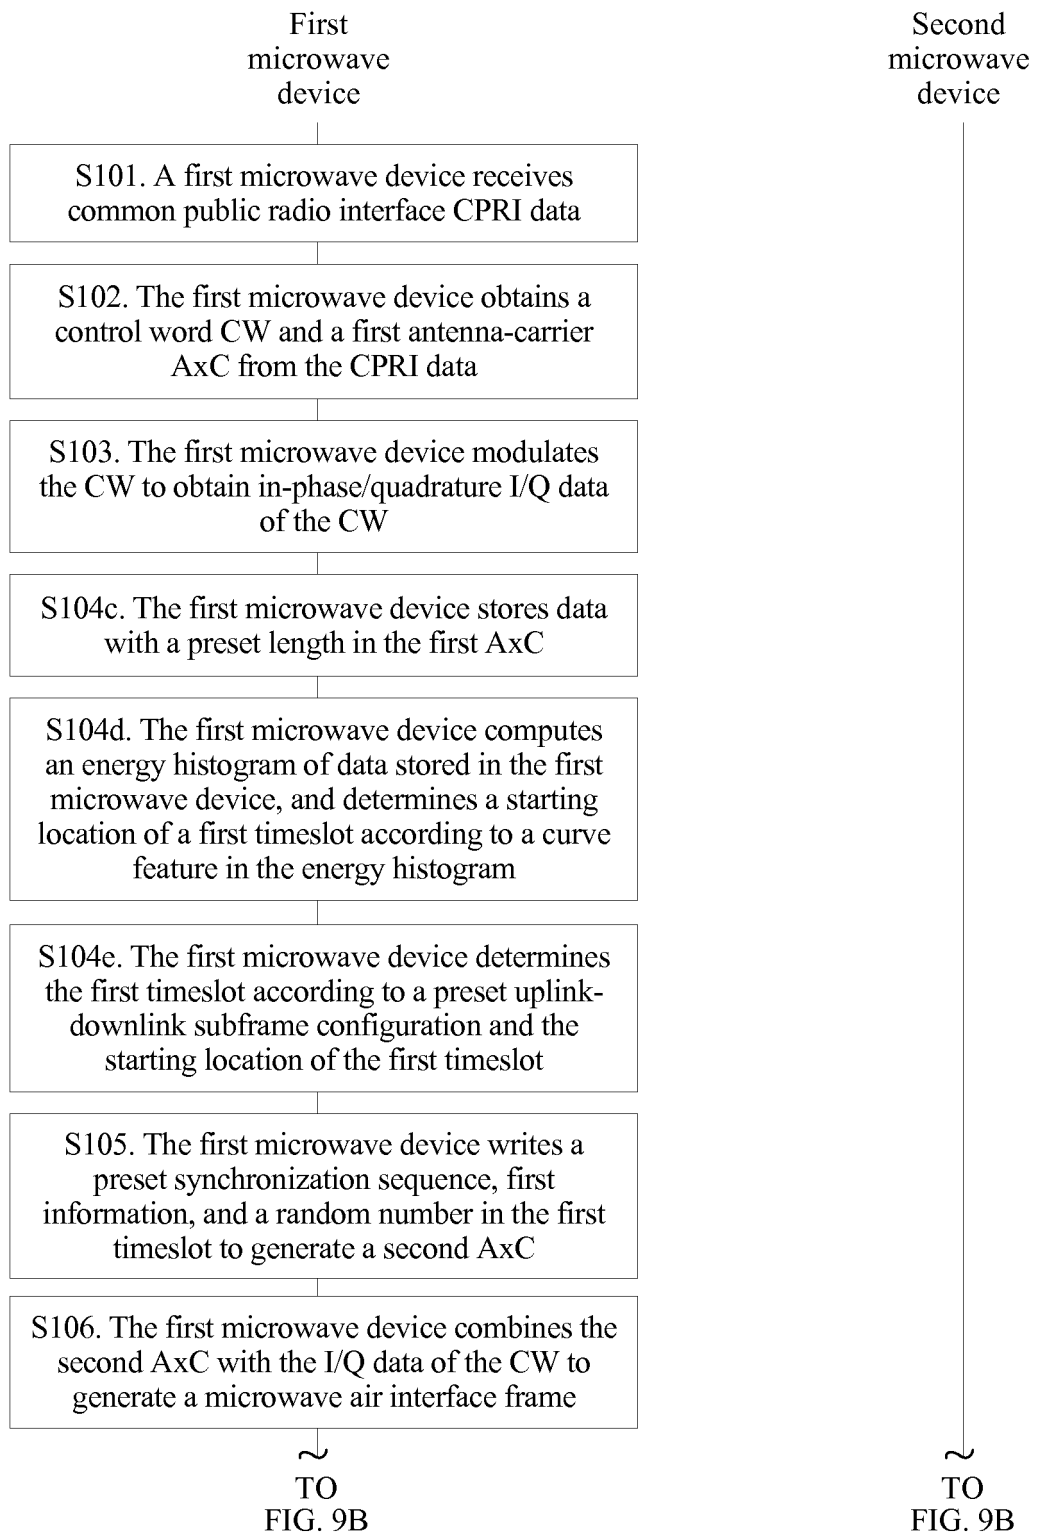 First
microwave
device
Second
microwave
device
S101. A first microwave device receives
common public radio interface CPRI data
S102. The first microwave device obtains a
control word CW and a first antenna-carrier
AxC from the CPRI data
S103. The first microwave device modulates
the CW to obtain in-phase/quadrature I/Q data
of the CW
S104c. The first microwave device stores data
with a preset length in the first AxC
S104d. The first microwave device computes
an energy histogram of data stored in the first
microwave device, and determines a starting
location of a first timeslot according to a curve
feature in the energy histogram
S104e. The first microwave device determines
the first timeslot according to a preset uplink-
downlink subframe configuration and the
starting location of the first timeslot
S105. The first microwave device writes a
preset synchronization sequence, first
information, and a random number in the first
timeslot to generate a second AxC
S106. The first microwave device combines the
second AxC with the I/Q data of the CW to
generate a microwave air interface frame
TO
FIG. 9B
TO
FIG. 9B